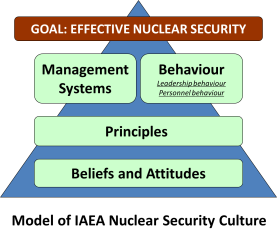 GOAL: EFFECTIVE NUCLEAR SECURITY
Management
Systems
Behaviour
Leadership behaviour
Personnel behaviour
Principles
Beliefs and Attitudes
Model of IAEA Nuclear Security Culture